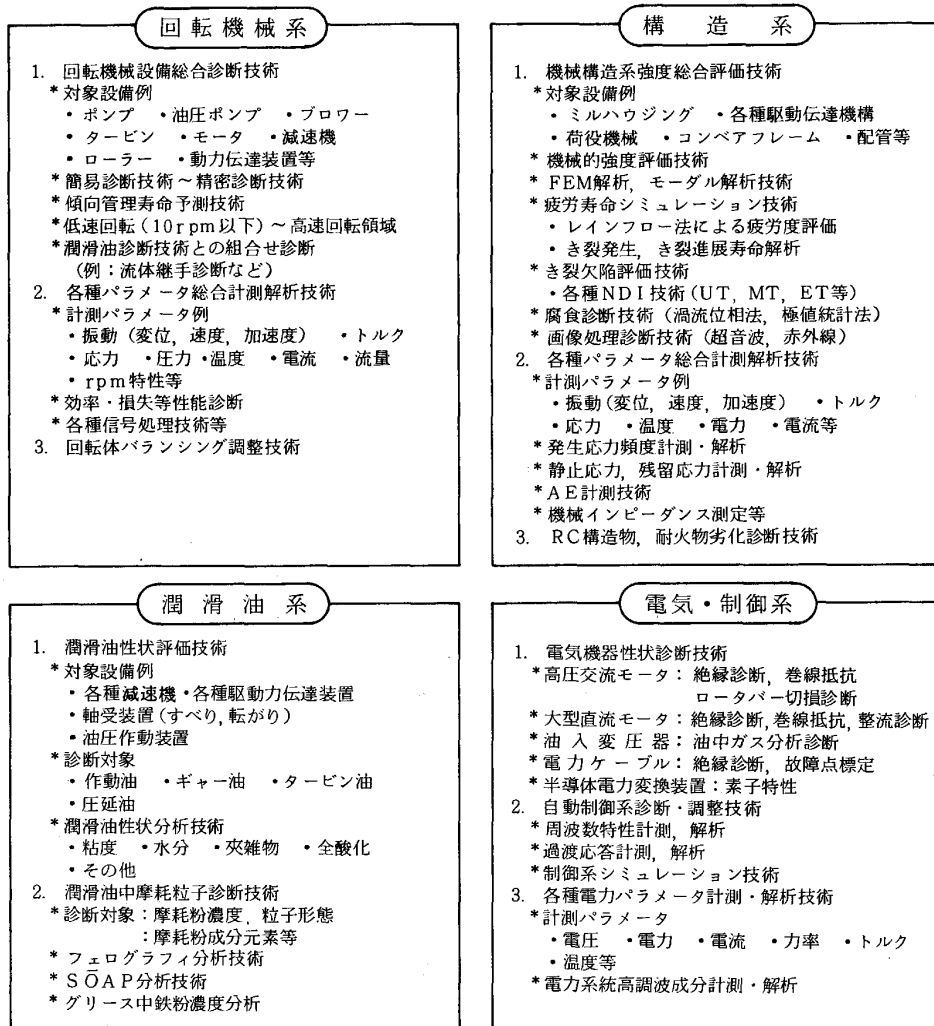 回転機械系
1. 回転機械設備総合診断技術
*対象設備例
・ポンプ ・油圧ポンプ ・ブロワー
・タービン ・モータ ・減速機
・ローラー ・動力伝達装置等
*簡易診断技術～精密診断技術
*傾向管理寿命予測技術
*低速回転（10rpm以下）～高速回転領域
*潤滑油診断技術との組合せ診断
（例：流体継手診断など）
2. 各種パラメータ総合計測解析技術
*計測パラメータ例
・振動（変位，速度，加速度） ・トルク
・応力 ・圧力 ・温度 ・電流 ・流量
・rpm特性等
*効率・損失等性能診断
*各種信号処理技術等
3. 回転体バランシング調整技術
構造系
1. 機械構造系強度総合評価技術
*対象設備例
・ミルハウジング ・各種駆動伝達機構
・荷役機械 ・コンベアフレーム ・配管等
*機械的強度評価技術
*FEM解析，モーダル解析技術
*疲労寿命シミュレーション技術
・レインフロー法による疲労度評価
・き裂発生，き裂進展寿命解析
*き裂欠陥評価技術
・各種NDI技術（UT，MT，ET等）
*腐食診断技術（渦流位相法，極値統計法）
*画像処理診断技術（超音波，赤外線）
2. 各種パラメータ総合計測解析技術
*計測パラメータ例
・振動（変位，速度，加速度） ・トルク
・応力 ・温度 ・電力 ・電流等
*発生応力頻度計測・解析
*静止応力，残留応力計測・解析
*AE計測技術
*機械インピーダンス測定等
3. RC構造物，耐火物劣化診断技術
潤滑油系
1. 潤滑油性状評価技術
*対象設備例
・各種減速機・各種駆動力伝達装置
・軸受装置（すべり，転がり）
・油圧作動装置
*診断対象
・作動油 ・ギャー油 ・タービン油
・圧延油
*潤滑油性状分析技術
・粘度 ・水分 ・夾雑物 ・全酸化
・その他
2. 潤滑油中摩耗粒子診断技術
*診断対象：摩耗粉濃度，粒子形態
：摩耗粉成分元素等
*フェログラフィ分析技術
*SŌAP分析技術
*グリース中鉄粉濃度分析
電気・制御系
1. 電気機器性状診断技術
*高圧交流モータ：絶縁診断，巻線抵抗
ロータバー切損診断
*大型直流モータ：絶縁診断，巻線抵抗，整流診断
*油入変圧器：油中ガス分析診断
*電力ケーブル：絶縁診断，故障点標定
*半導体電力変換装置：素子特性
2. 自動制御系診断・調整技術
*周波数特性計測，解析
*過渡応答計測，解析
*制御系シミュレーション技術
3. 各種電力パラメータ計測・解析技術
*計測パラメータ
・電圧 ・電力 ・電流 ・力率 ・トルク
・温度等
*電力系統高調波成分計測・解析